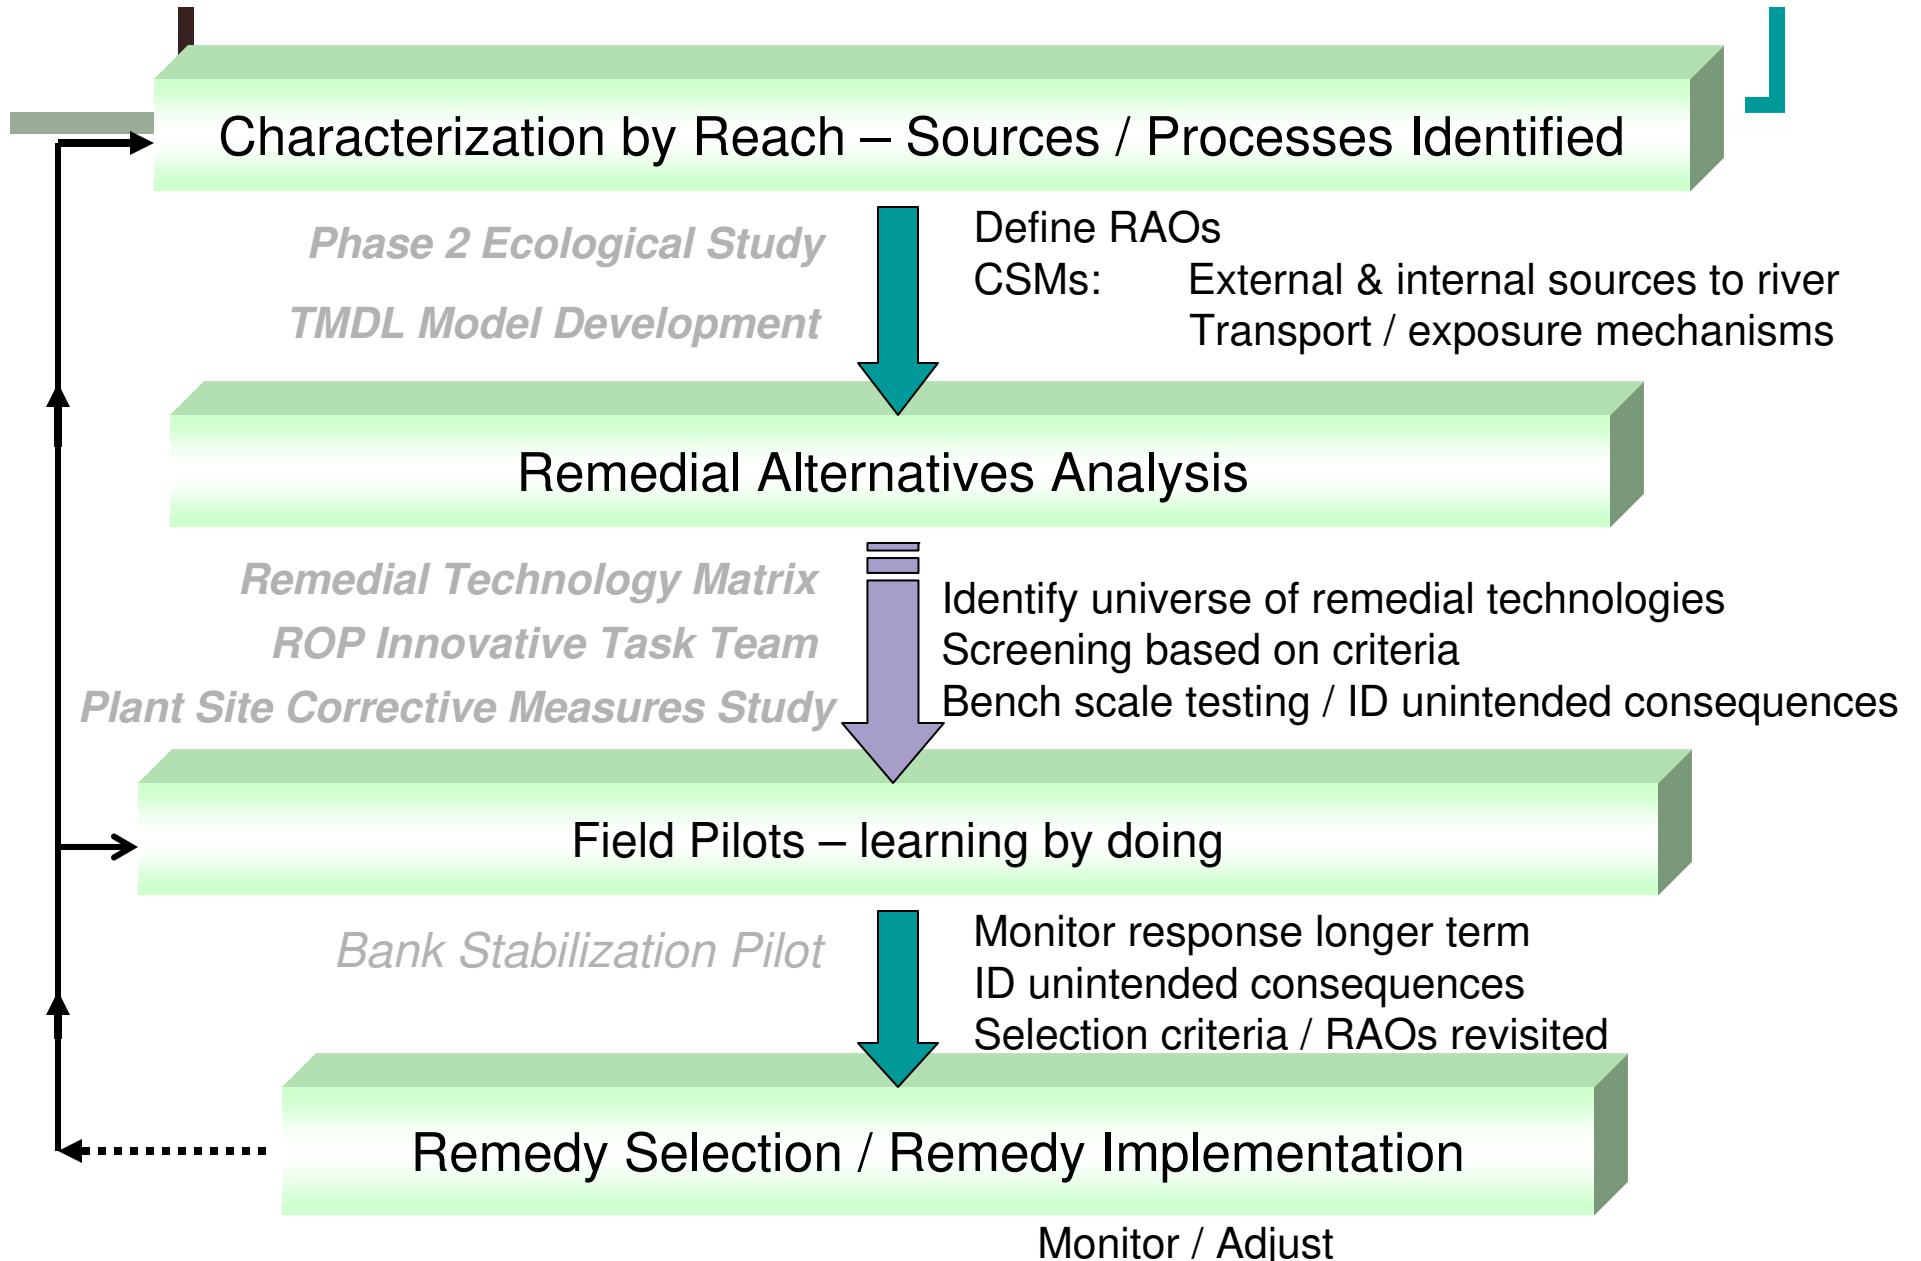 Characterization by Reach – Sources / Processes Identified
Phase 2 Ecological Study
TMDL Model Development
Define RAOs
CSMs: External & internal sources to river
Transport / exposure mechanisms
Remedial Alternatives Analysis
Remedial Technology Matrix
ROP Innovative Task Team
Plant Site Corrective Measures Study
Identify universe of remedial technologies
Screening based on criteria
Bench scale testing / ID unintended consequences
Field Pilots – learning by doing
Bank Stabilization Pilot
Monitor response longer term
ID unintended consequences
Selection criteria / RAOs revisited
Remedy Selection / Remedy Implementation
Monitor / Adjust